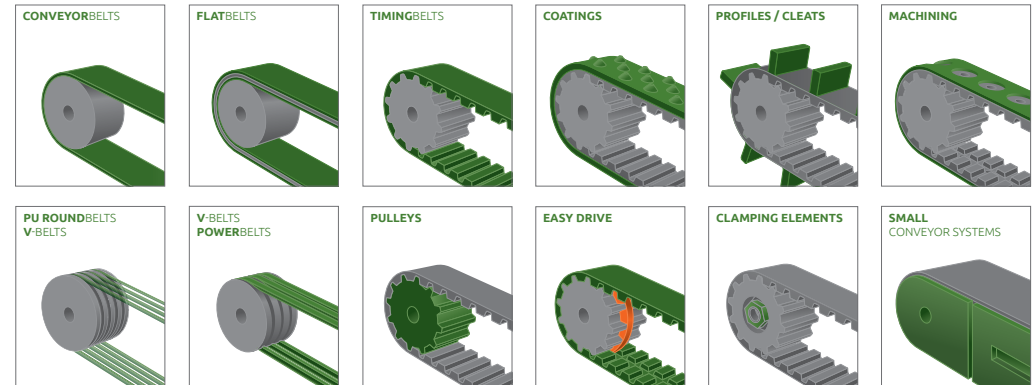 CONVEYORBELTS
FLATBELTS
TIMINGBELTS
COATINGS
PROFILES / CLEATS
MACHINING
PU ROUNDBELTS
V-BELTS
V-BELTS
POWERBELTS
PULLEYS
EASY DRIVE
CLAMPING ELEMENTS
SMALL
CONVEYOR SYSTEMS